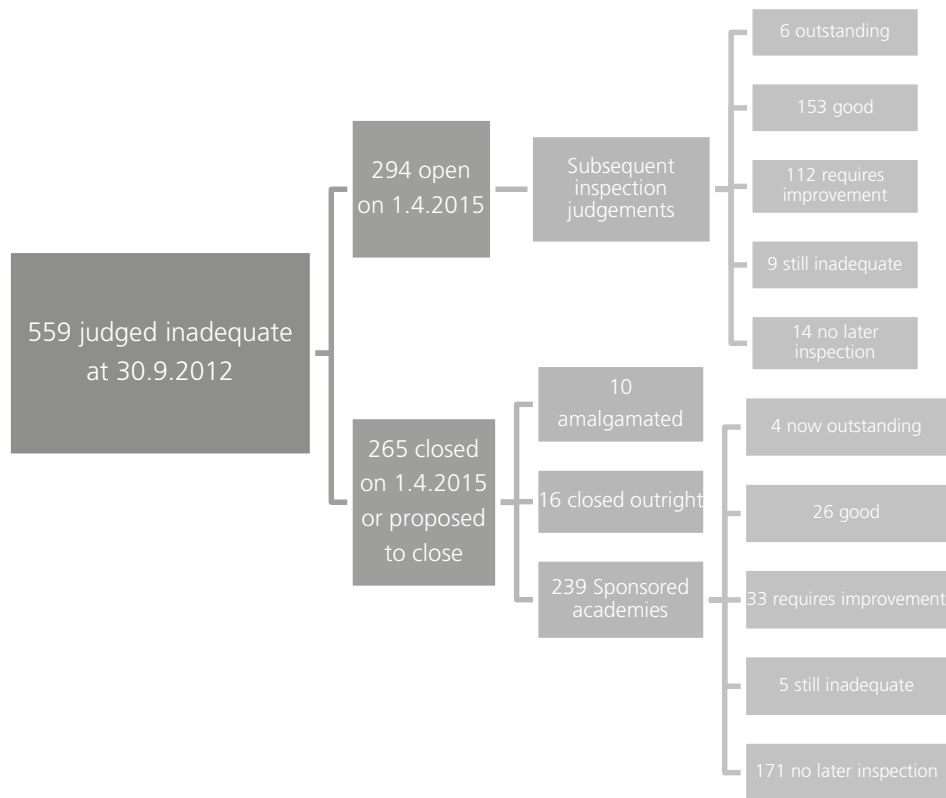 559 judged inadequate
at 30.9.2012
294 open
on 1.4.2015
Subsequent
inspection
judgements
6 outstanding
153 good
112 requires
improvement
9 still inadequate
14 no later
inspection
265 closed
on 1.4.2015
or proposed
to close
10
amalgamated
16 closed outright
239 Sponsored
academies
4 now outstanding
26 good
33 requires improvement
5 still inadequate
171 no later inspection